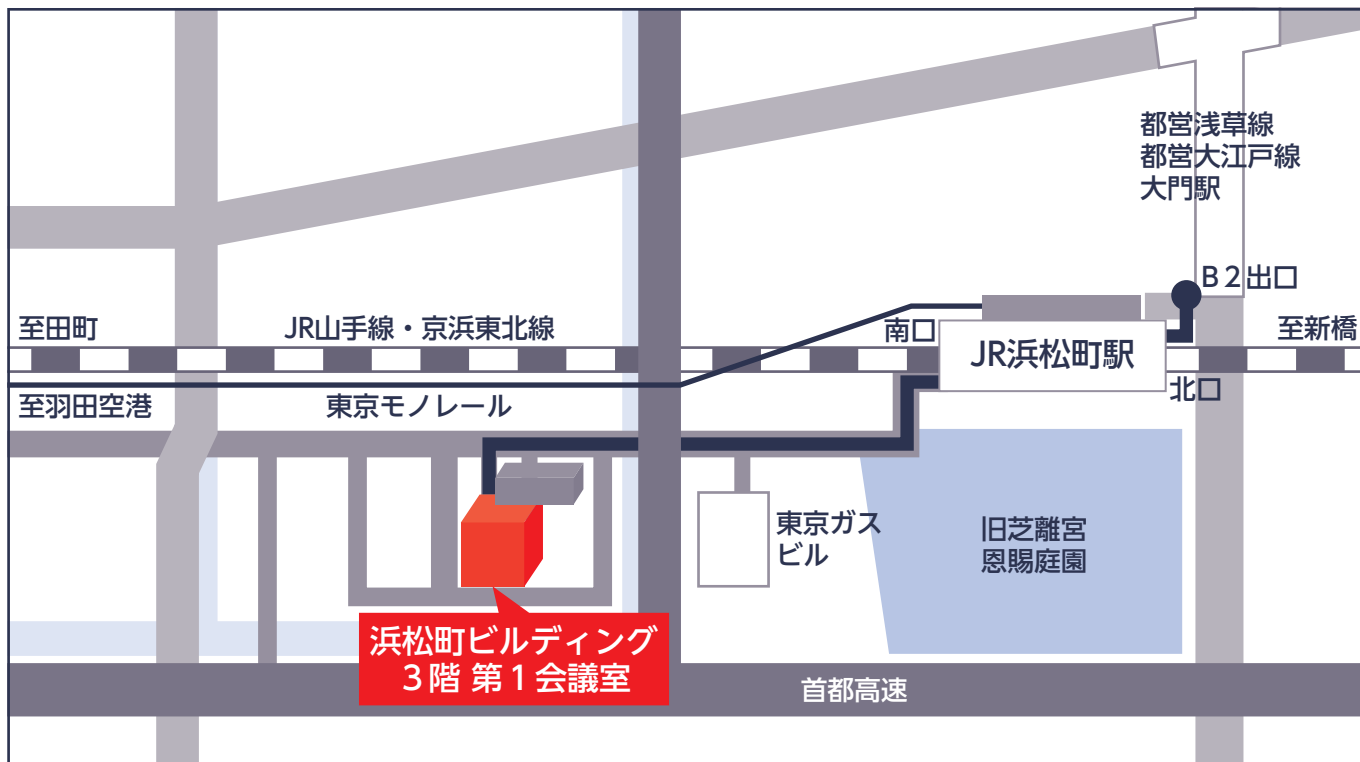 都営浅草線
都営大江戸線
大門駅
B2出口
至田町
JR山手線・京浜東北線
南口
JR浜松町駅
至新橋
至羽田空港
東京モノレール
北口
東京ガス
ビル
旧芝離宮
恩賜庭園
浜松町ビルディング
3階 第1会議室
首都高速